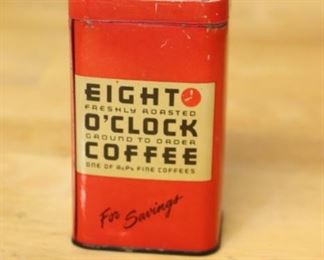 EIGHT
FRESHLY ROASTED
O'CLOCK
GROUND TO ORDER
COFFEE
ONE OF A&P's FINE COFFEES
For Savings